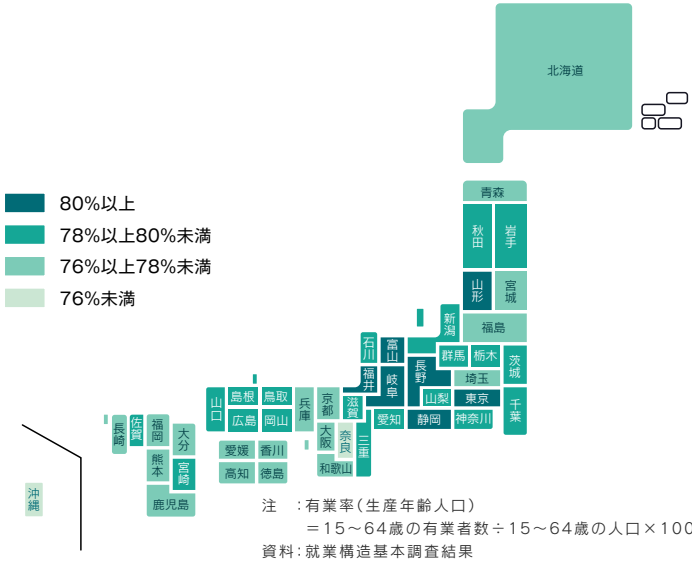 北海道
80%以上
78%以上80%未満
76%以上78%未満
76%未満
青森
秋田
岩手
山形
宮城
新潟
福島
石川
富山
群馬
栃木
茨城
福井
岐阜
長野
埼玉
山梨
東京
千葉
山口
島根
鳥取
兵庫
京都
滋賀
広島
岡山
愛知
静岡
神奈川
長崎
佐賀
福岡
大分
大阪
奈良
三重
愛媛
香川
熊本
宮崎
高知
徳島
和歌山
鹿児島
沖縄
注 :有業率(生産年齢人口)
=15~64歳の有業者数÷15~64歳の人口×100
資料:就業構造基本調査結果